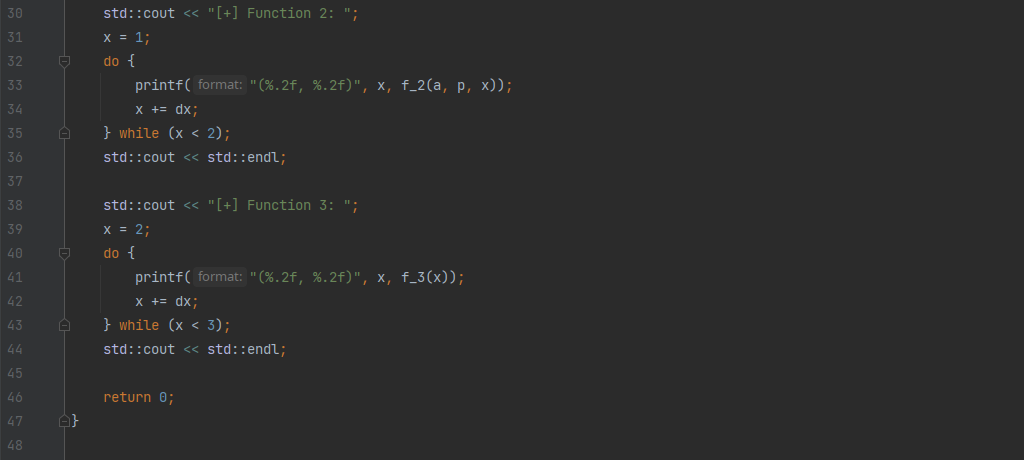 30 std::cout << "[+] Function 2: ";
31 x = 1;
32 do {
33 printf( format: "(%.2f, %.2f)", x, f_2(a, p, x));
34 x += dx;
35 } while (x < 2);
36 std::cout << std::endl;
37
38 std::cout << "[+] Function 3: ";
39 x = 2;
40 do {
41 printf( format: "(%.2f, %.2f)", x, f_3(x));
42 x += dx;
43 } while (x < 3);
44 std::cout << std::endl;
45
46 return 0;
47 }
48